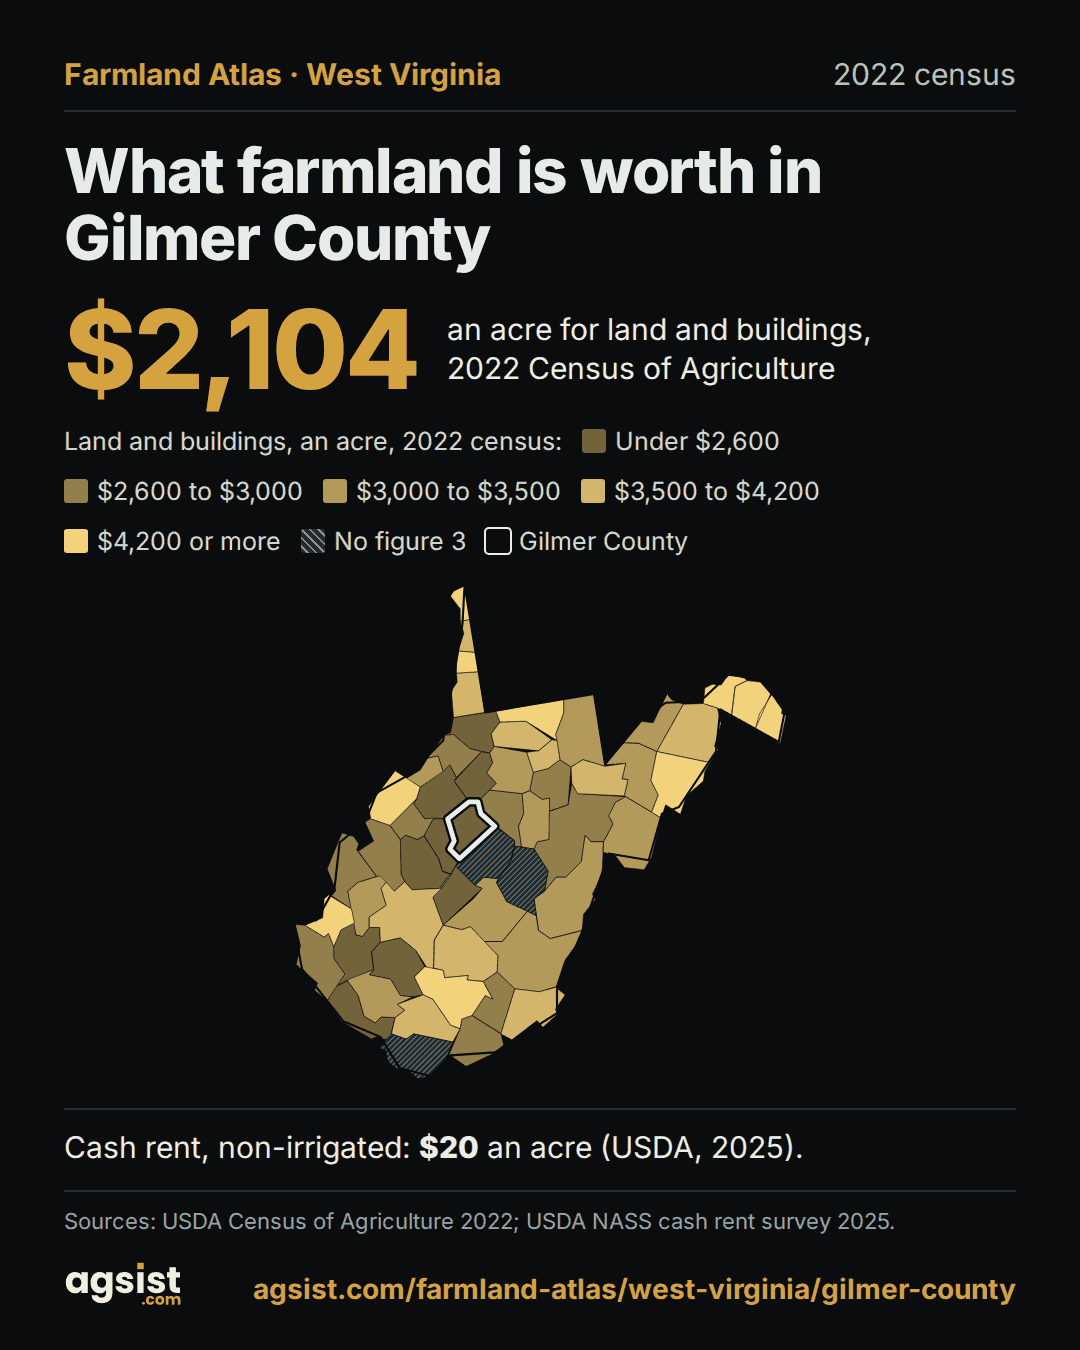 Farmland Atlas · West Virginia
2022 census
What farmland is worth in
Gilmer County
$2,104
an acre for land and buildings,
2022 Census of Agriculture
Land and buildings, an acre, 2022 census: Under $2,600
$2,600 to $3,000 $3,000 to $3,500 $3,500 to $4,200
$4,200 or more No figure 3 Gilmer County
Cash rent, non-irrigated: $20 an acre (USDA, 2025).
Sources: USDA Census of Agriculture 2022; USDA NASS cash rent survey 2025.
agsist
.com
agsist.com/farmland-atlas/west-virginia/gilmer-county